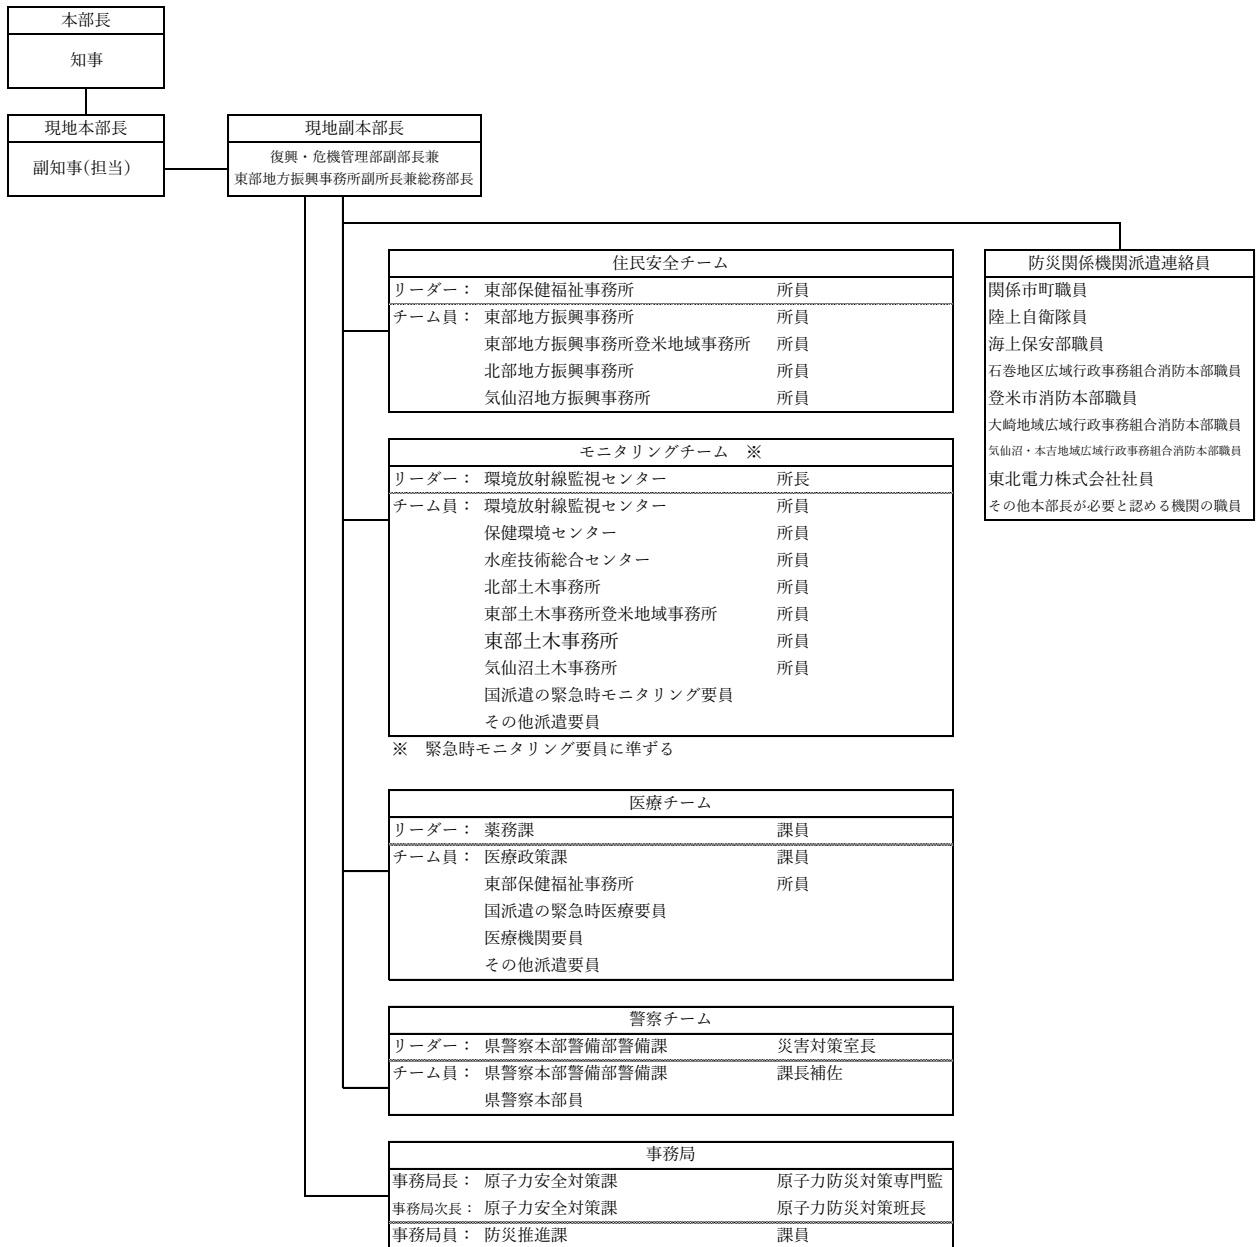 本部長
知事
現地本部長
副知事(担当)
現地副本部長
復興・危機管理部副部長兼
東部地方振興事務所副所長兼総務部長
住民安全チーム
リーダー： 東部保健福祉事務所 所員
チーム員： 東部地方振興事務所 所員
東部地方振興事務所登米地域事務所 所員
北部地方振興事務所 所員
気仙沼地方振興事務所 所員
防災関係機関派遣連絡員
関係市町職員
陸上自衛隊員
海上保安部職員
石巻地区広域行政事務組合消防本部職員
登米市消防本部職員
大崎地域広域行政事務組合消防本部職員
気仙沼・本吉地域広域行政事務組合消防本部職員
東北電力株式会社社員
その他本部長が必要と認める機関の職員
モニタリングチーム ※
リーダー： 環境放射線監視センター 所長
チーム員： 環境放射線監視センター 所員
保健環境センター 所員
水産技術総合センター 所員
北部土木事務所 所員
東部土木事務所登米地域事務所 所員
東部土木事務所 所員
気仙沼土木事務所 所員
国派遣の緊急時モニタリング要員
その他派遣要員
※ 緊急時モニタリング要員に準ずる
医療チーム
リーダー： 薬務課 課員
チーム員： 医療政策課 課員
東部保健福祉事務所 所員
国派遣の緊急時医療要員
医療機関要員
その他派遣要員
警察チーム
リーダー： 県警察本部警備部警備課 災害対策室長
チーム員： 県警察本部警備部警備課 課長補佐
県警察本部員
事務局
事務局長： 原子力安全対策課 原子力防災対策専門監
事務局次長： 原子力安全対策課 原子力防災対策班長
事務局員： 防災推進課 課員